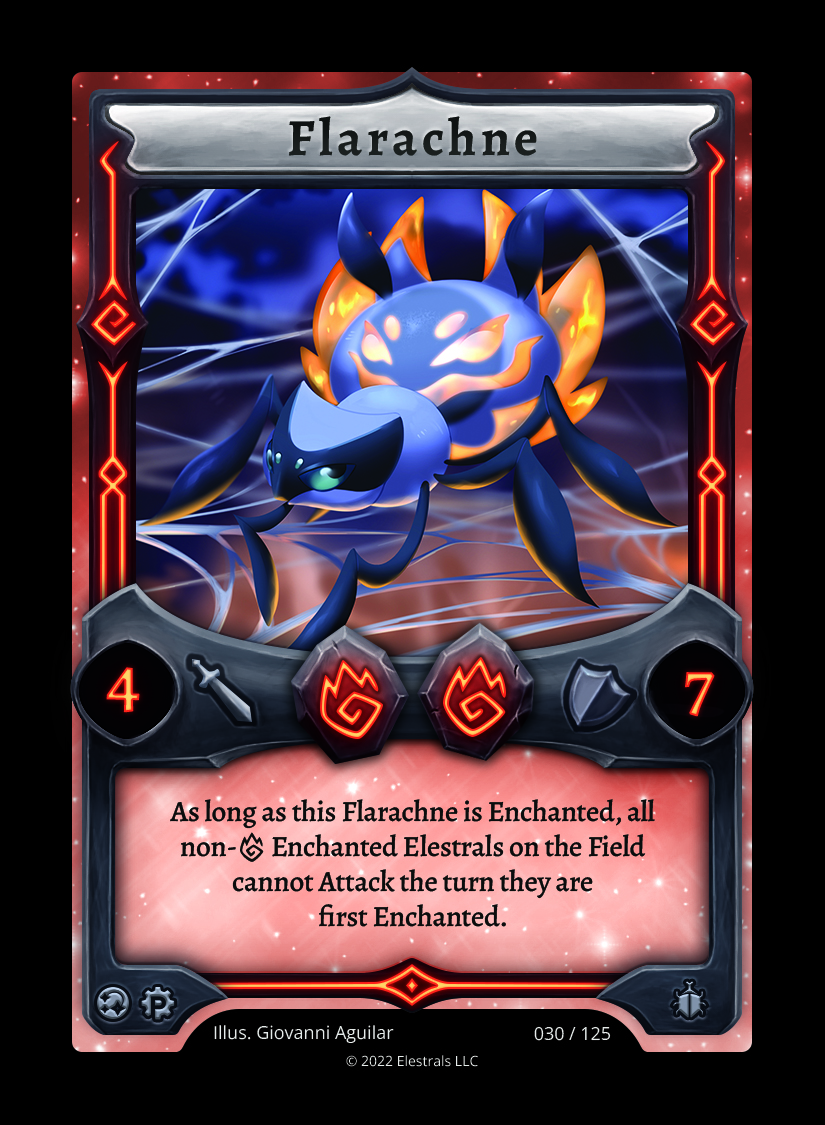 Flarachne
4
7
As long as this Flarachne is Enchanted, all
non- Enchanted Elestrals on the Field
cannot Attack the turn they are
first Enchanted.
P
Illus. Giovanni Aguilar
030 / 125
© 2022 Elestrals LLC